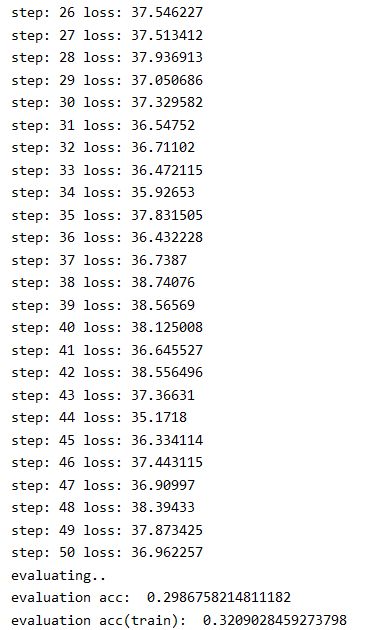 step: 26 loss: 37.546227
step: 27 loss: 37.513412
step: 28 loss: 37.936913
step: 29 loss: 37.050686
step: 30 loss: 37.329582
step: 31 loss: 36.54752
step: 32 loss: 36.71102
step: 33 loss: 36.472115
step: 34 loss: 35.92653
step: 35 loss: 37.831505
step: 36 loss: 36.432228
step: 37 loss: 36.7387
step: 38 loss: 38.74076
step: 39 loss: 38.56569
step: 40 loss: 38.125008
step: 41 loss: 36.645527
step: 42 loss: 38.556496
step: 43 loss: 37.36631
step: 44 loss: 35.1718
step: 45 loss: 36.334114
step: 46 loss: 37.443115
step: 47 loss: 36.90997
step: 48 loss: 38.39433
step: 49 loss: 37.873425
step: 50 loss: 36.962257
evaluating..
evaluation acc:  0.2986758214811182
evaluation acc(train):  0.3209028459273798